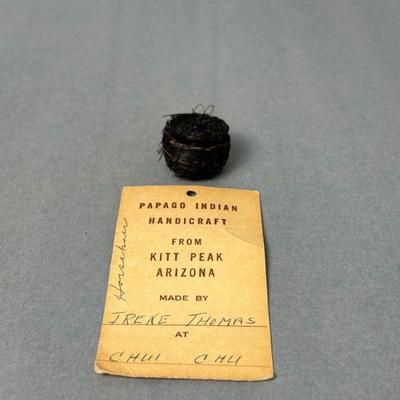 PAPAGO INDIAN
HANDICRAFT
FROM
KITT PEAK
ARIZONA
MADE BY
IRENE THOMAS
AT
CHUI CHU
Horsehair